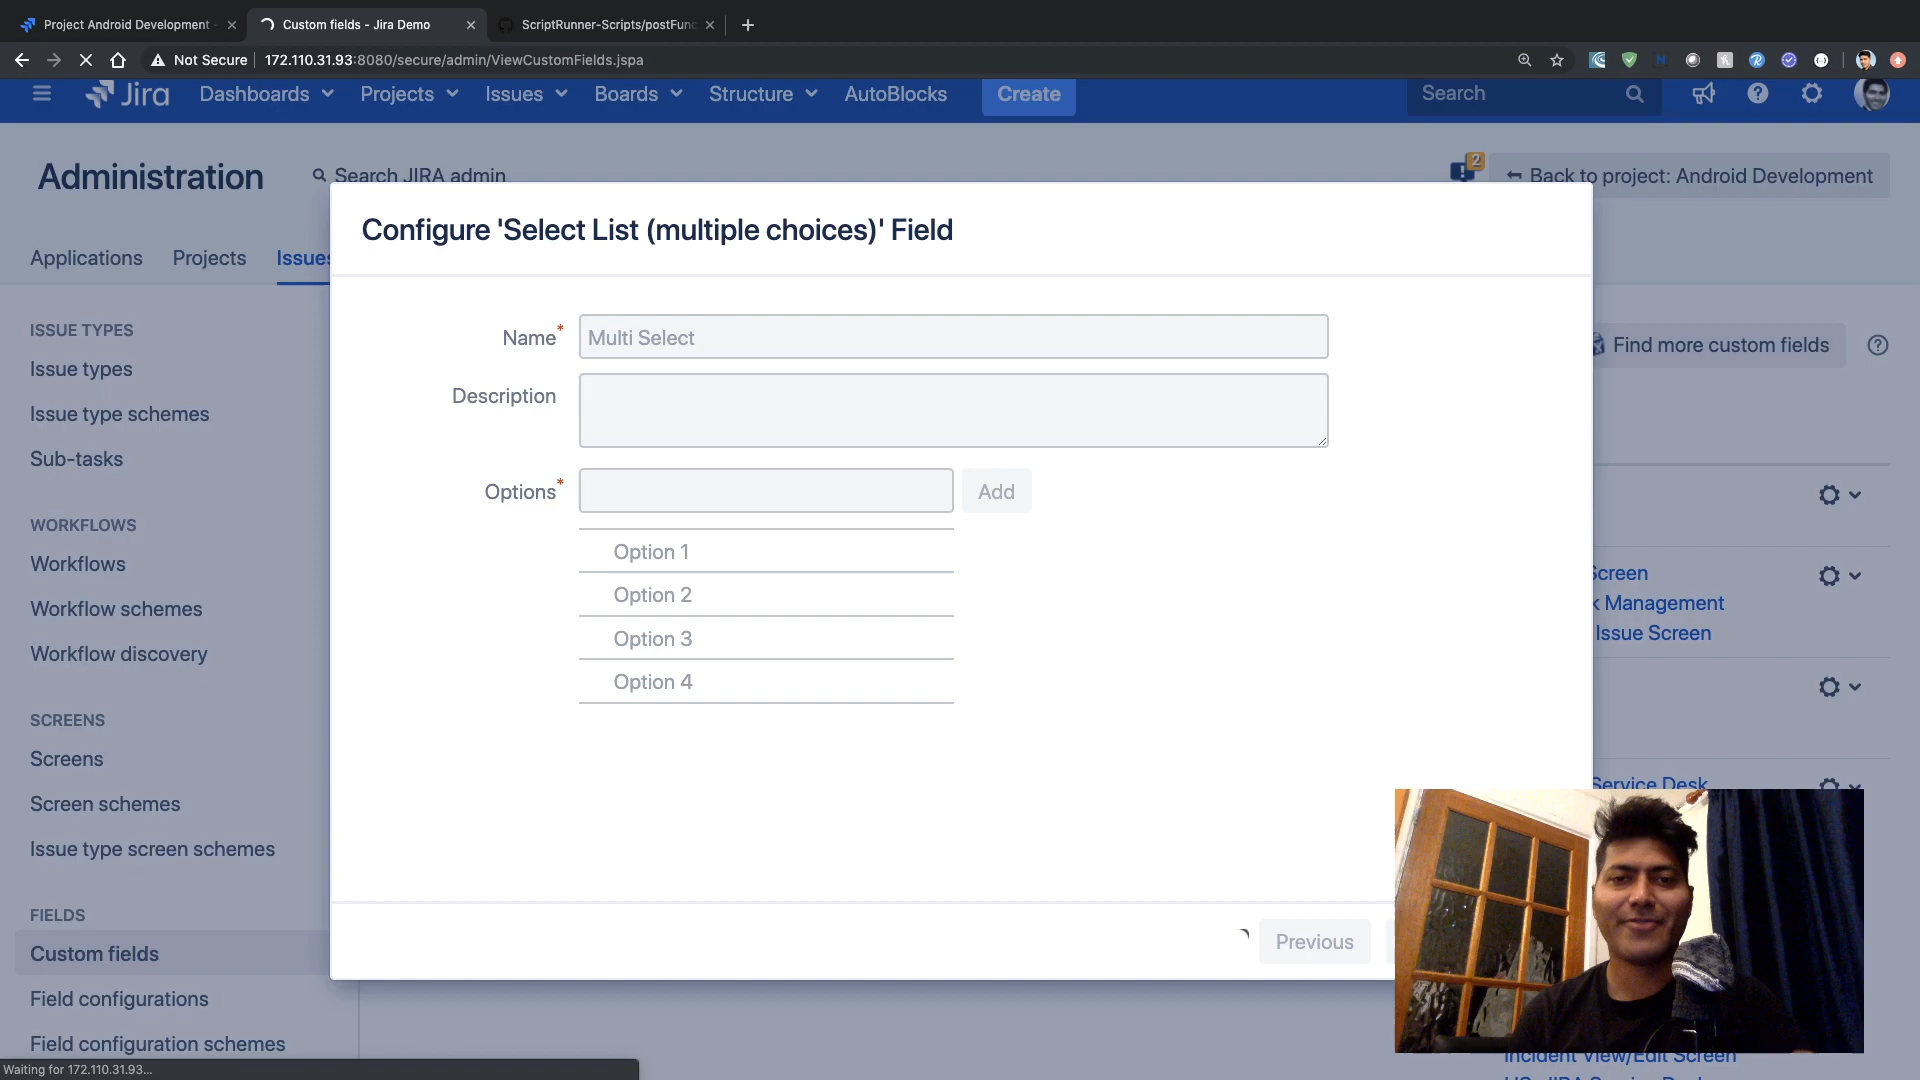 Project Android Development -
Custom fields - Jira Demo
ScriptRunner-Scripts/postFunc
Not Secure
172.110.31.93:8080/secure/admin/ViewCustomFields.jspa
Jira
Dashboards
Projects
Issues
Boards
Structure
AutoBlocks
Create
Search
Administration
Search JIRA admin
2
Back to project: Android Development
Applications
Projects
Issues
Configure 'Select List (multiple choices)' Field
ISSUE TYPES
Issue types
Issue type schemes
Sub-tasks
WORKFLOWS
Workflows
Workflow schemes
Workflow discovery
SCREENS
Screens
Screen schemes
Issue type screen schemes
FIELDS
Custom fields
Field configurations
Field configuration schemes
Name*
Multi Select
Description
Options*
Add
Option 1
Option 2
Option 3
Option 4
Previous
Find more custom fields
Screen
k Management
Issue Screen
Service Desk
Incident View/Edit Screen
Waiting for 172.110.31.93...